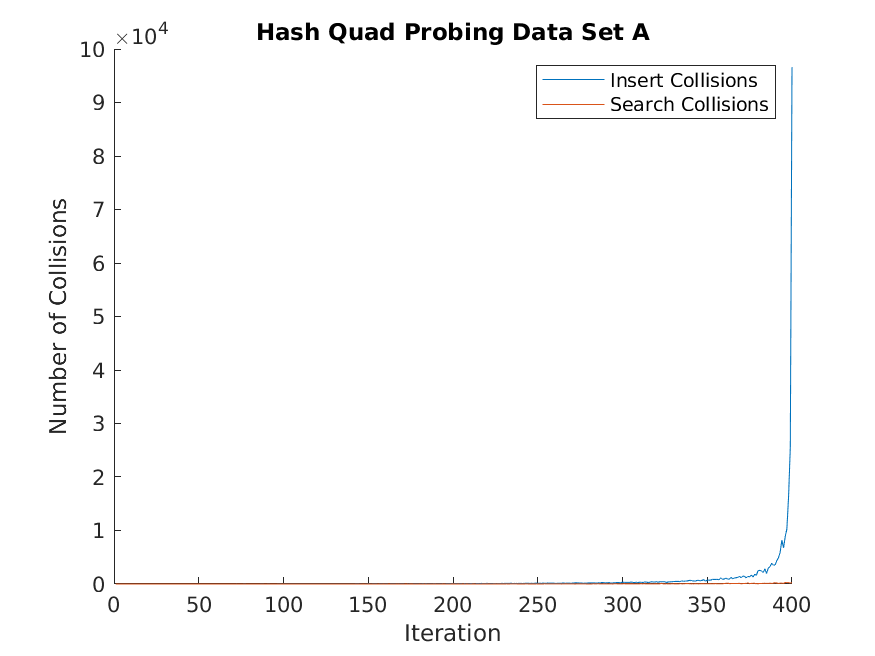 Hash Quad Probing Data Set A
×10^4
Insert Collisions
Search Collisions
Number of Collisions
10
9
8
7
6
5
4
3
2
1
0
0 50 100 150 200 250 300 350 400
Iteration